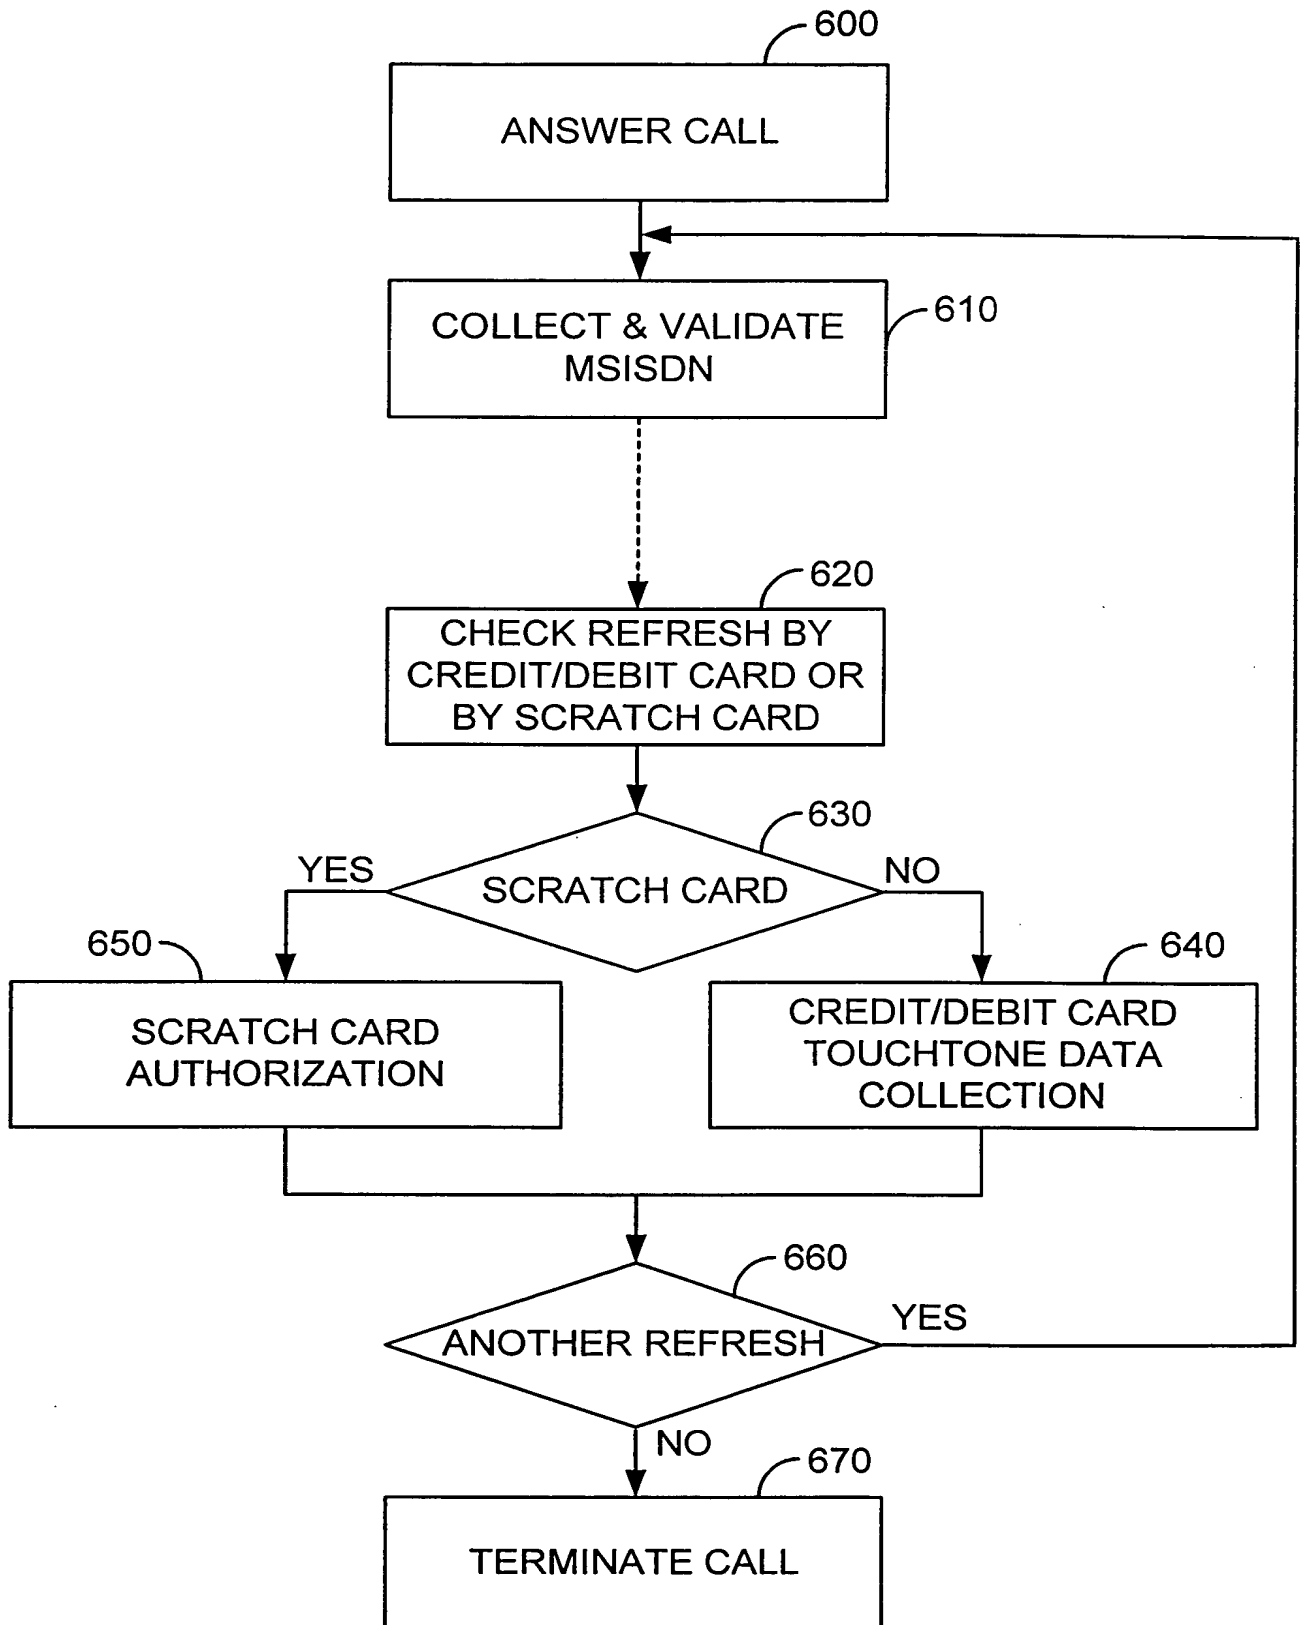 600
ANSWER CALL
610
COLLECT & VALIDATE
MSISDN
620
CHECK REFRESH BY
CREDIT/DEBIT CARD OR
BY SCRATCH CARD
630
YES
SCRATCH CARD
NO
650
SCRATCH CARD
AUTHORIZATION
640
CREDIT/DEBIT CARD
TOUCHTONE DATA
COLLECTION
660
ANOTHER REFRESH
YES
NO
670
TERMINATE CALL